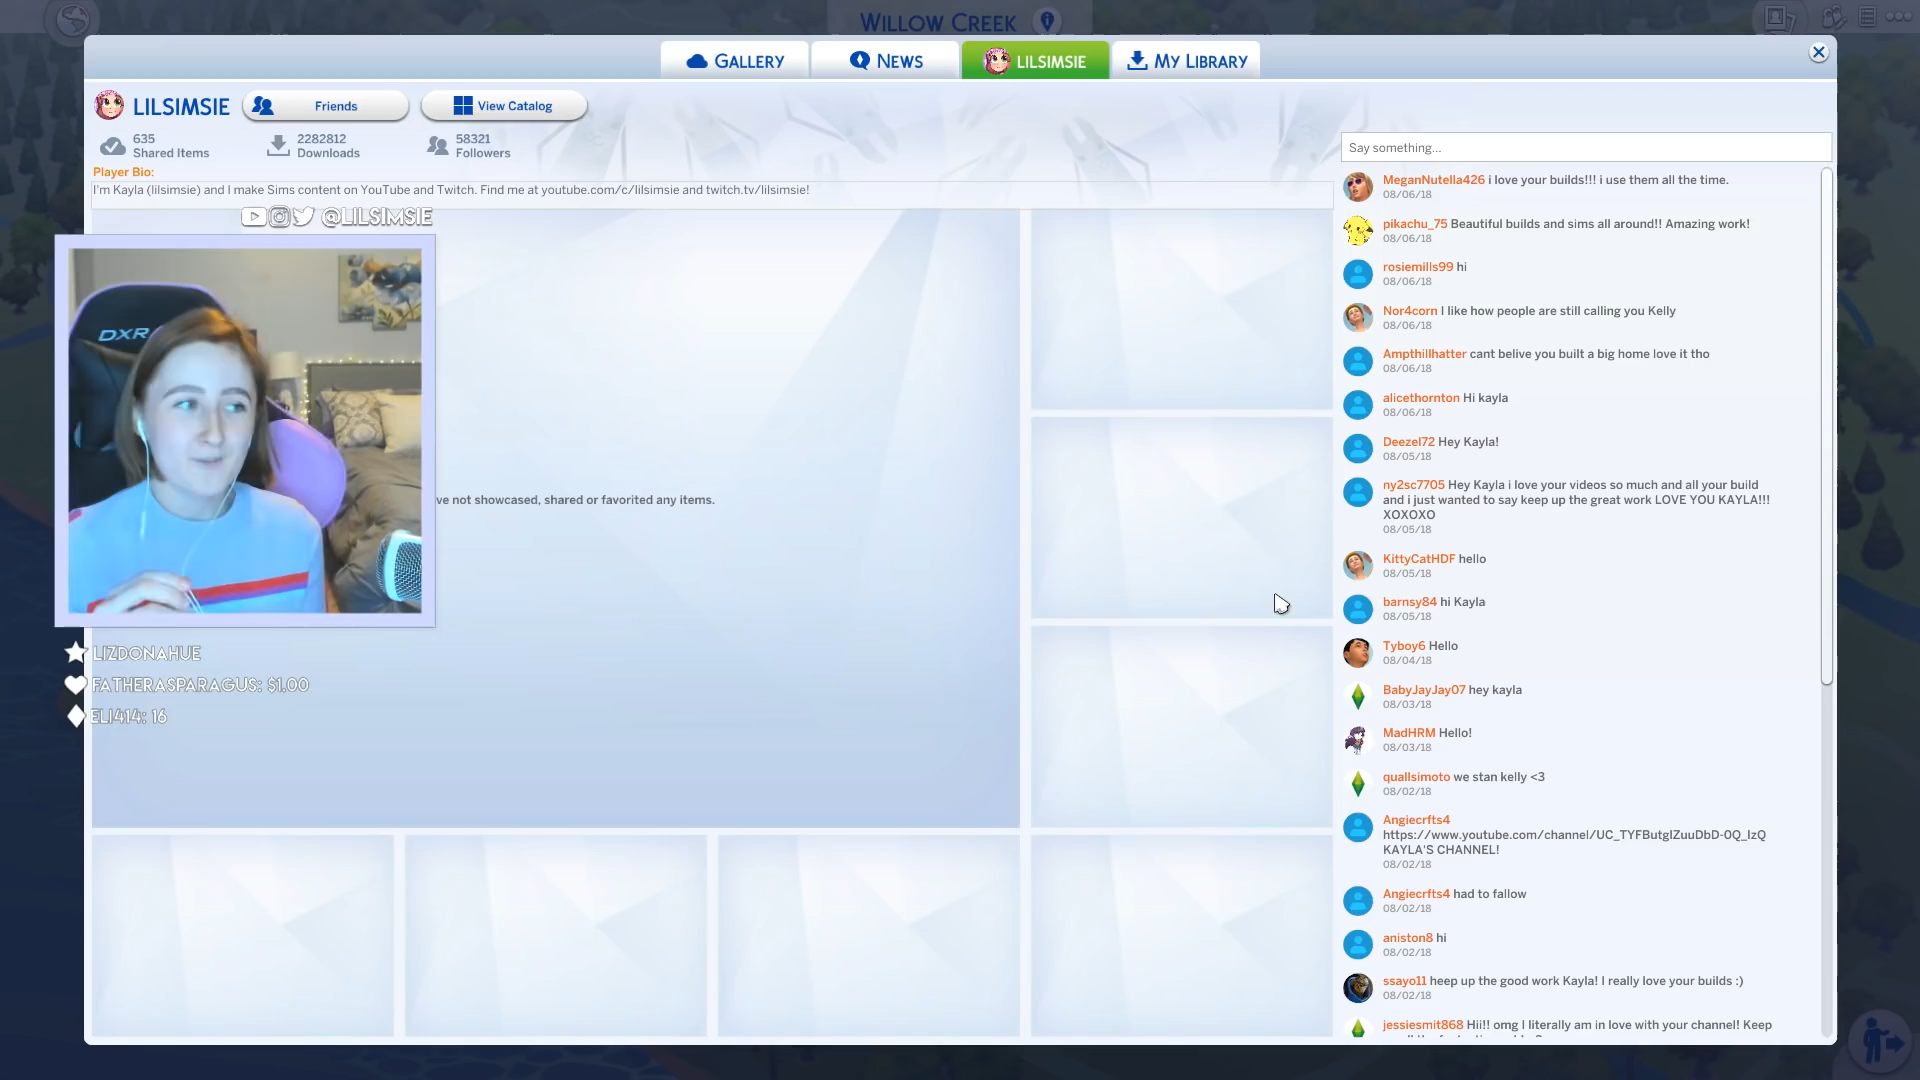 WILLOW CREEK
GALLERY
NEWS
LILSIMSIE
MY LIBRARY
LILSIMSIE
Friends
View Catalog
635
Shared Items
2282812
Downloads
58321
Followers
Player Bio:
I'm Kayla (lilsimsie) and I make Sims content on YouTube and Twitch. Find me at youtube.com/c/lilsimsie and twitch.tv/lilsimsie!
@LILSIMSIE
DXR
ve not showcased, shared or favorited any items.
LIZDONAHUE
FATHERASPARAGUS: $1.00
ELI414: 16
Say something...
MeganNutella426 i love your builds!!! i use them all the time.
08/06/18
pikachu_75 Beautiful builds and sims all around!! Amazing work!
08/06/18
rosiemills99 hi
08/06/18
Nor4corn I like how people are still calling you Kelly
08/06/18
Ampthillhatter cant belive you built a big home love it tho
08/06/18
alicethornton Hi kayla
08/06/18
Deezel72 Hey Kayla!
08/05/18
ny2sc7705 Hey Kayla i love your videos so much and all your build
and i just wanted to say keep up the great work LOVE YOU KAYLA!!!
XOXOXO
08/05/18
KittyCatHDF hello
08/05/18
barnsy84 hi Kayla
08/05/18
Tyboy6 Hello
08/04/18
BabyJayJay07 hey kayla
08/03/18
MadHRM Hello!
08/03/18
quallsimoto we stan kelly <3
08/02/18
Angiecrfts4
https://www.youtube.com/channel/UC_TYFButglZuuDbD-0Q_IzQ
KAYLA'S CHANNEL!
08/02/18
Angiecrfts4 had to fallow
08/02/18
aniston8 hi
08/02/18
ssayo11 heep up the good work Kayla! I really love your builds :)
08/02/18
jessiesmit868 Hii!! omg I literally am in love with your channel! Keep